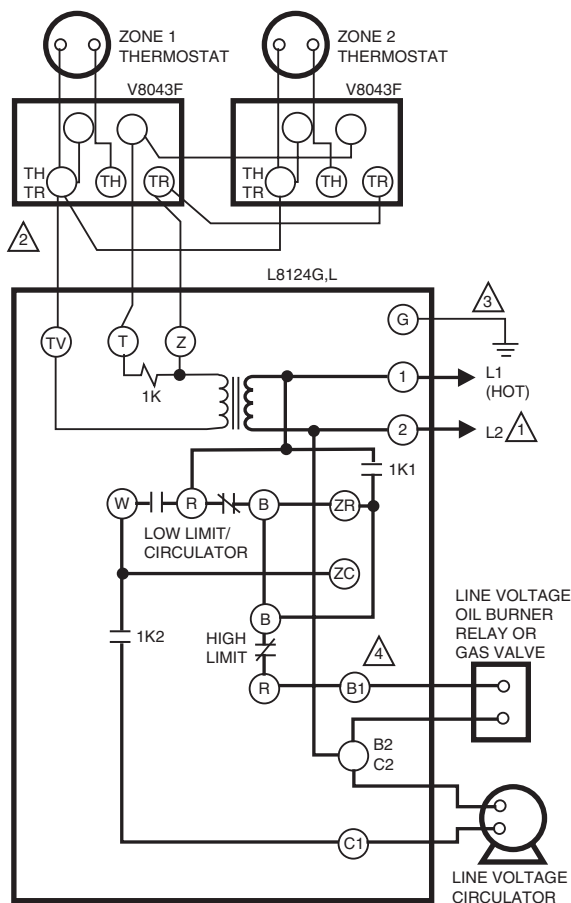 ZONE 1
THERMOSTAT
ZONE 2
THERMOSTAT
V8043F
V8043F
TH
TR
TH
TR
TH
TR
TH
TR
2
L8124G,L
TV
T
Z
G
3
1K
1
L1
(HOT)
2
L2
1
1K1
W
R
B
ZR
LOW LIMIT/
CIRCULATOR
ZC
LINE VOLTAGE
OIL BURNER
RELAY OR
GAS VALVE
B
1K2
HIGH
LIMIT
4
R
B1
B2
C2
C1
LINE VOLTAGE
CIRCULATOR